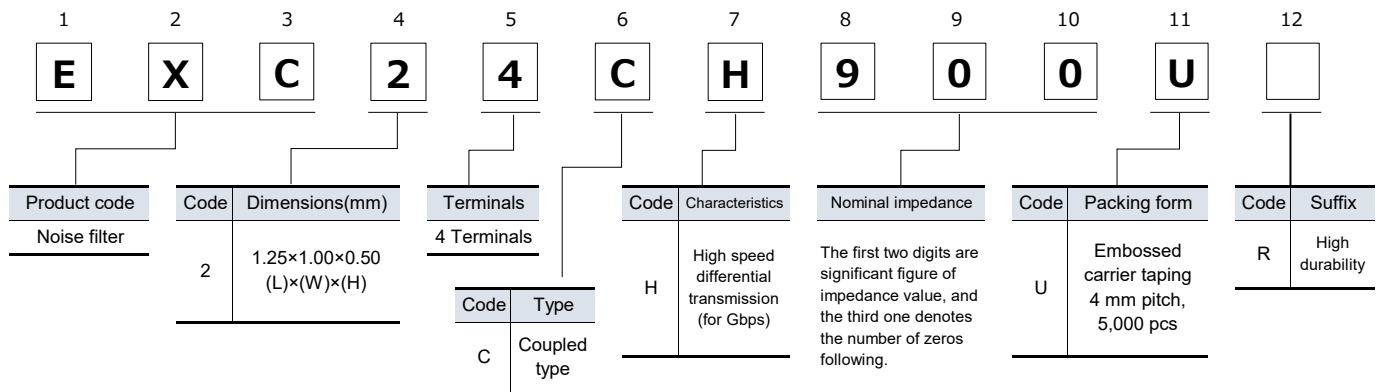 1 2 3 4 5 6 7 8 9 10 11 12
E X C 2 4 C H 9 0 0 U
Product code
Noise filter
Code Dimensions(mm)
2
1.25×1.00×0.50
(L)×(W)×(H)
Terminals
4 Terminals
Code Type
C
Coupled
type
Code Characteristics
H
High speed
differential
transmission
(for Gbps)
Nominal impedance
The first two digits are
significant figure of
impedance value, and
the third one denotes
the number of zeros
following.
Code Packing form
U
Embossed
carrier taping
4 mm pitch,
5,000 pcs
Code Suffix
R
High
durability